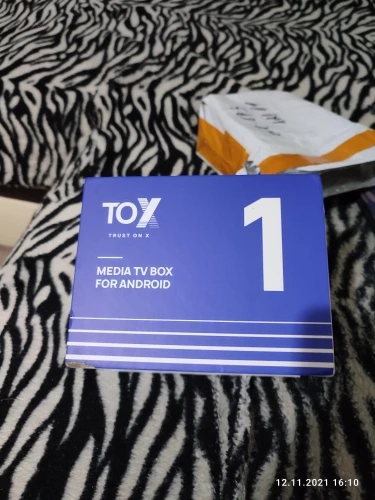 TOX
TRUST ON X
1
MEDIA TV BOX
FOR ANDROID
12.11.2021 16:10